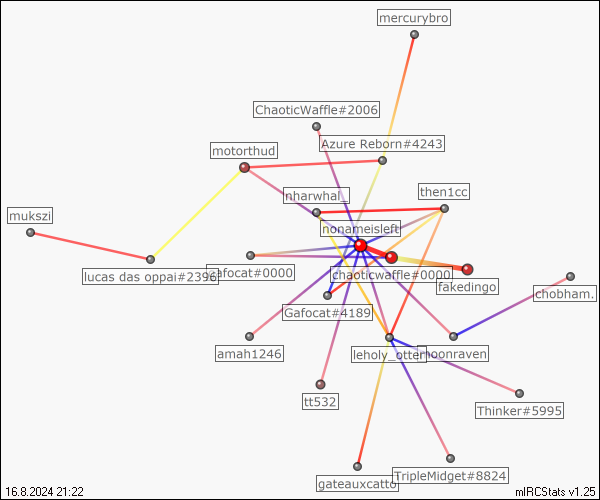 mercurybro
ChaoticWaffle#2006
Azure Reborn#4243
motorthud
nharwhal_
then1cc
mukszi
nonameisleft
lucas das oppai#2396
gafocat#0000
chaoticwaffle#0000
fakedingo
chobham.
Gafocat#4189
amah1246
leholy_otter
moonraven
tt532
Thinker#5995
gateauxcatto
TripleMidget#8824
16.8.2024 21:22
mIRCStats v1.25